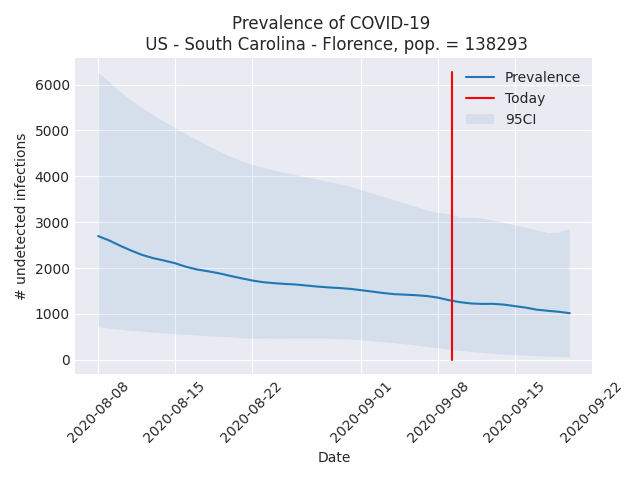 Prevalence of COVID-19
US - South Carolina - Florence, pop. = 138293
Prevalence
Today
95CI
# undetected infections
6000
5000
4000
3000
2000
1000
0
2020-08-08
2020-08-15
2020-08-22
2020-09-01
2020-09-08
2020-09-15
2020-09-22
Date